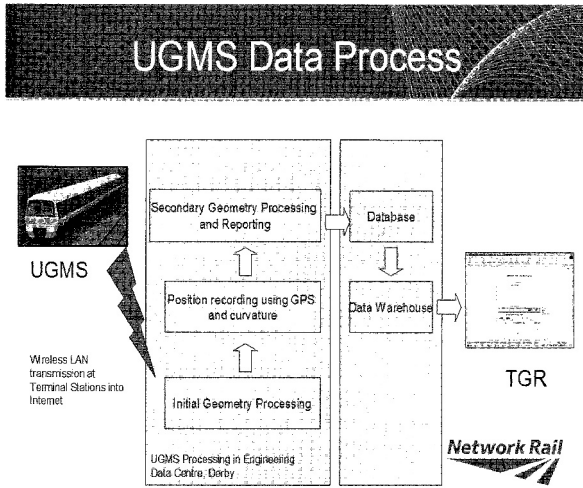 UGMS Data Process
UGMS
Wireless LAN
transmission at
Terminal Stations into
Internet
Secondary Geometry Processing
and Reporting
Position recording using GPS
and curvature
Initial Geometry Processing
UGMS Processing in Engineering
Data Centre, Derby
Database
Data Warehouse
TGR
Network Rail